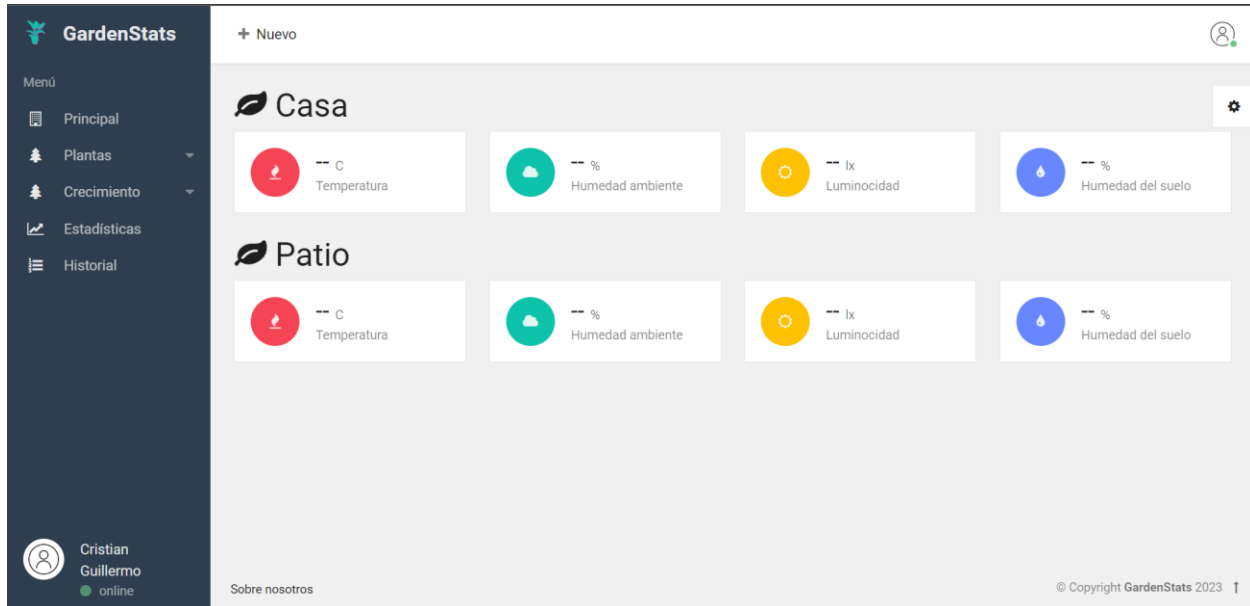 GardenStats
+ Nuevo
Menú
Principal
Plantas
Crecimiento
Estadísticas
Historial
Casa
-- C
Temperatura
-- %
Humedad ambiente
-- lx
Luminocidad
-- %
Humedad del suelo
Patio
-- C
Temperatura
-- %
Humedad ambiente
-- lx
Luminocidad
-- %
Humedad del suelo
Cristian
Guillermo
online
Sobre nosotros
© Copyright GardenStats 2023